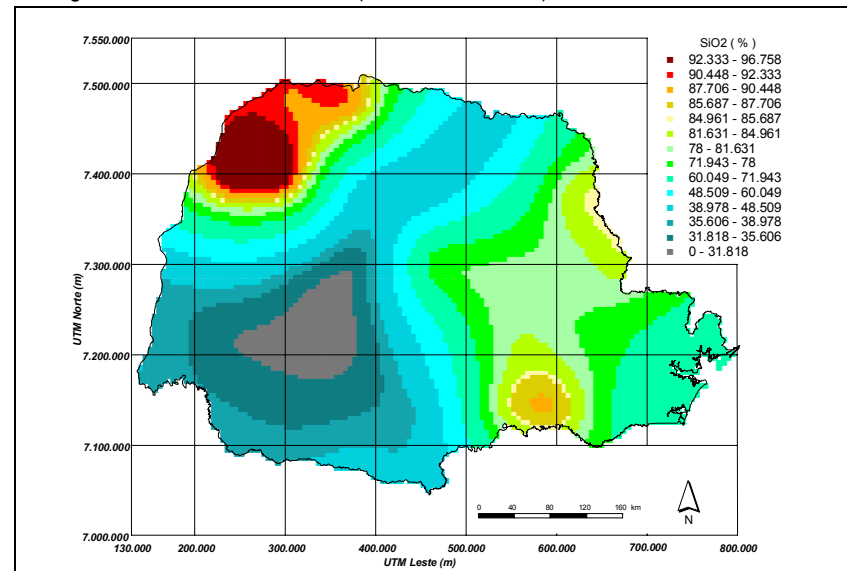 7.550.000
7.500.000
7.400.000
7.300.000
7.200.000
7.100.000
7.000.000
UTM Norte (m)
SiO2 ( % )
92.333 - 96.758
90.448 - 92.333
87.706 - 90.448
85.687 - 87.706
84.961 - 85.687
81.631 - 84.961
78 - 81.631
71.943 - 78
60.049 - 71.943
48.509 - 60.049
38.978 - 48.509
35.606 - 38.978
31.818 - 35.606
0 - 31.818
0 40 80 120 160 km
N
130.000 200.000 300.000 400.000 500.000 600.000 700.000 800.000
UTM Leste (m)